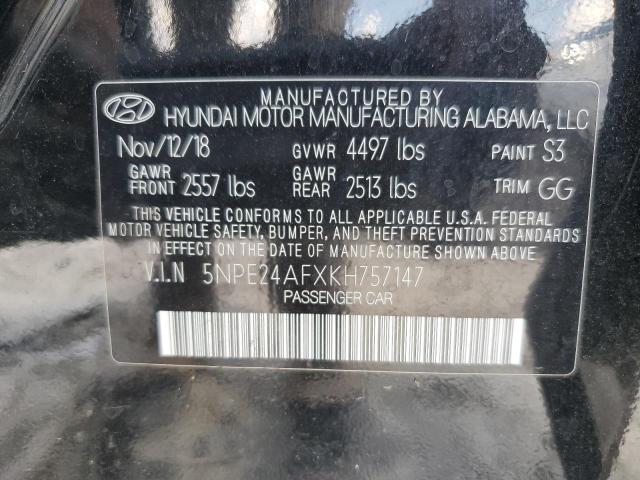 MANUFACTURED BY
HYUNDAI MOTOR MANUFACTURING ALABAMA, LLC
Nov/12/18 GVWR 4497 lbs PAINT S3
GAWR FRONT 2557 lbs GAWR REAR 2513 lbs TRIM GG
THIS VEHICLE CONFORMS TO ALL APPLICABLE U.S.A. FEDERAL
MOTOR VEHICLE SAFETY, BUMPER, AND THEFT PREVENTION STANDARDS
IN EFFECT ON THE DATE OF MANUFACTURE SHOWN ABOVE.
V.I.N 5NPE24AFXKH757147
PASSENGER CAR